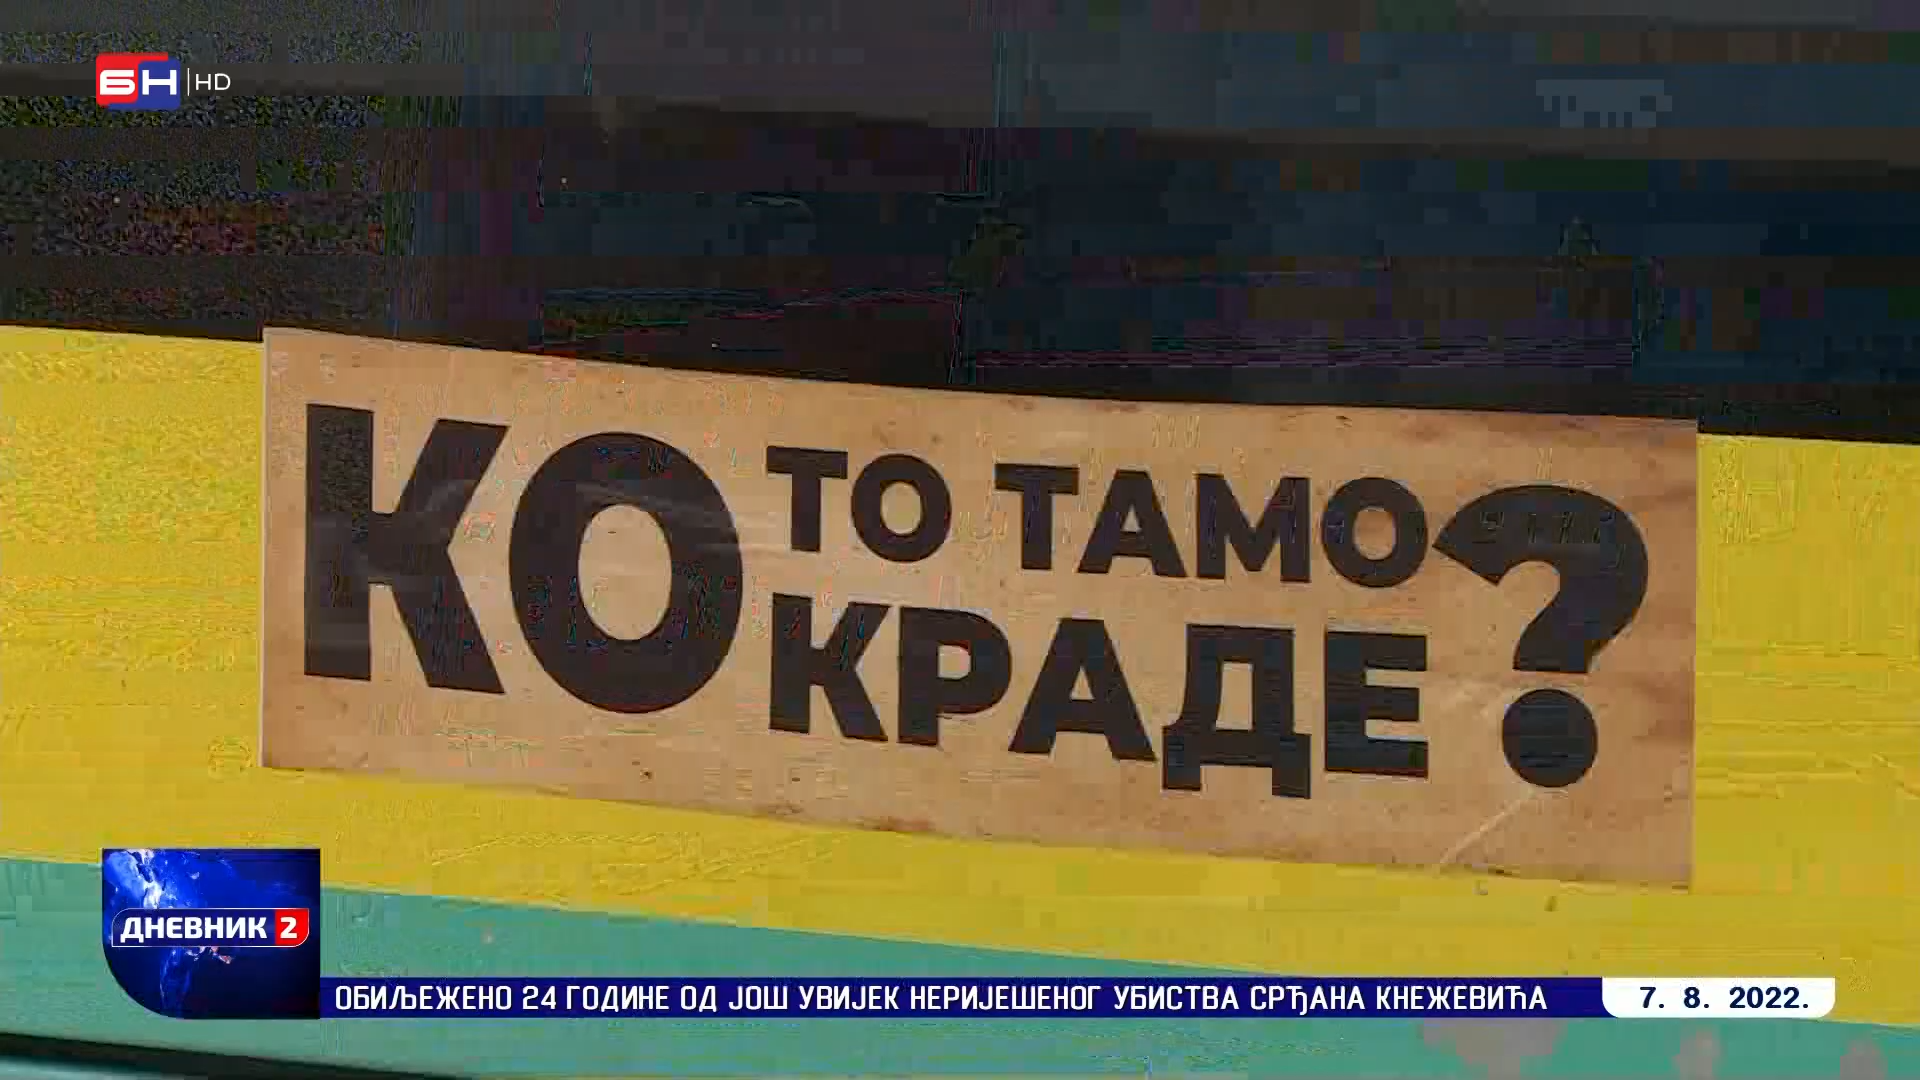 БН HD
КО ТО ТАМО
КРАДЕ?
ДНЕВНИК 2
ОБИЉЕЖЕНО 24 ГОДИНЕ ОД ЈОШ УВИЈЕК НЕРИЈЕШЕНОГ УБИСТВА СРЂАНА КНЕЖЕВИЋА
7. 8. 2022.